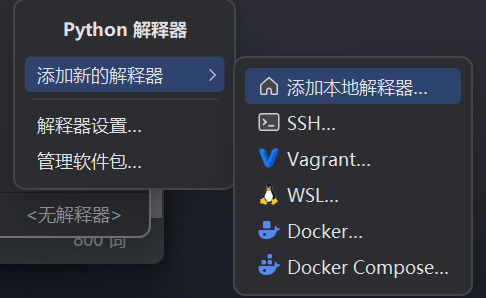 Python 解释器
添加新的解释器
解释器设置...
管理软件包...
<无解释器>
添加本地解释器...
SSH...
Vagrant...
WSL...
Docker...
Docker Compose...